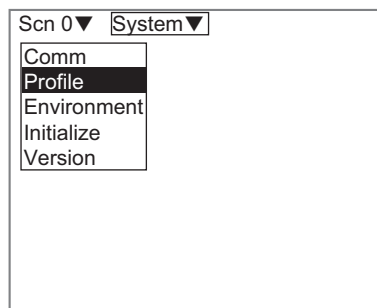 Scn 0▼ System▼
Comm
Profile
Environment
Initialize
Version